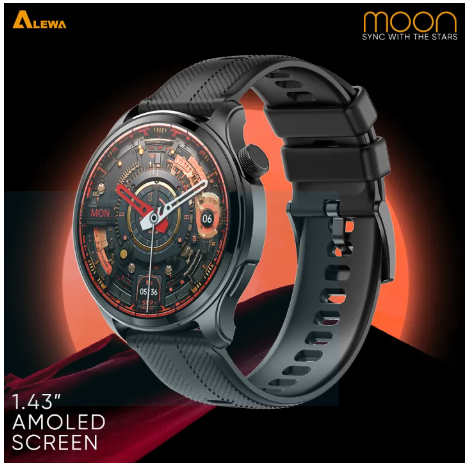 ALEWA
moon
SYNC WITH THE STARS
MON
06
05:36
1.43"
AMOLED
SCREEN